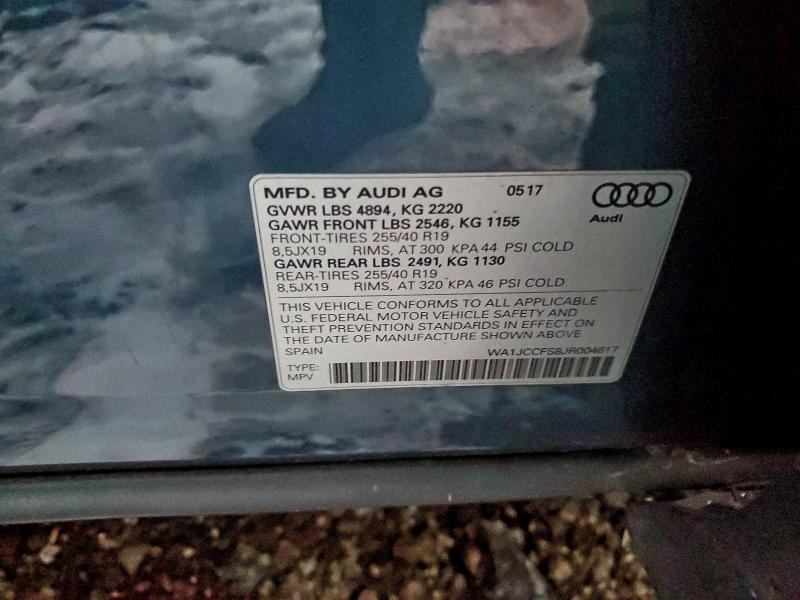 MFD. BY AUDI AG 0517
Audi
GVWR LBS 4894, KG 2220
GAWR FRONT LBS 2546, KG 1155
FRONT-TIRES 255/40 R19
8,5JX19 RIMS, AT 300 KPA 44 PSI COLD
GAWR REAR LBS 2491, KG 1130
REAR-TIRES 255/40 R19
8,5JX19 RIMS, AT 320 KPA 46 PSI COLD
THIS VEHICLE CONFORMS TO ALL APPLICABLE
U.S. FEDERAL MOTOR VEHICLE SAFETY AND
THEFT PREVENTION STANDARDS IN EFFECT ON
THE DATE OF MANUFACTURE SHOWN ABOVE.
SPAIN WA1JCCFS8JR004617
TYPE:
MPV